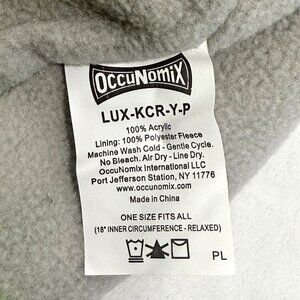 OCCUNOMIX
LUX-KCR-Y-P
100% Acrylic
Lining: 100% Polyester Fleece
Machine Wash Cold - Gentle Cycle.
No Bleach. Air Dry - Line Dry.
OccuNomix International LLC
Port Jefferson Station, NY 11776
www.occunomix.com
Made in China
ONE SIZE FITS ALL
(18" INNER CIRCUMFERENCE - RELAXED)
PL